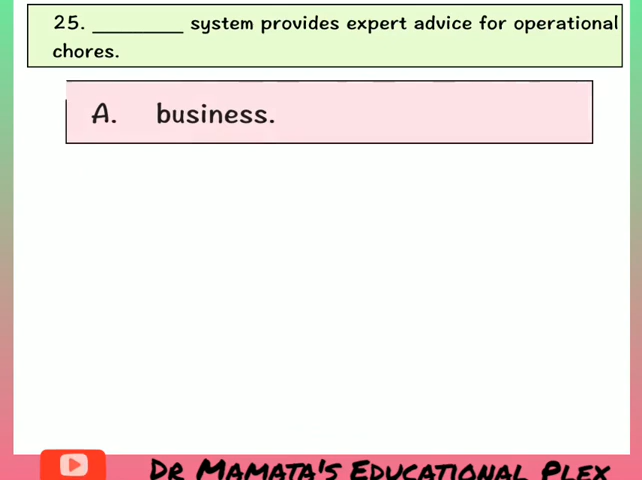 25. ________ system provides expert advice for operational
chores.
A. business.
DR MAMATA'S EDUCATIONAL PLEX